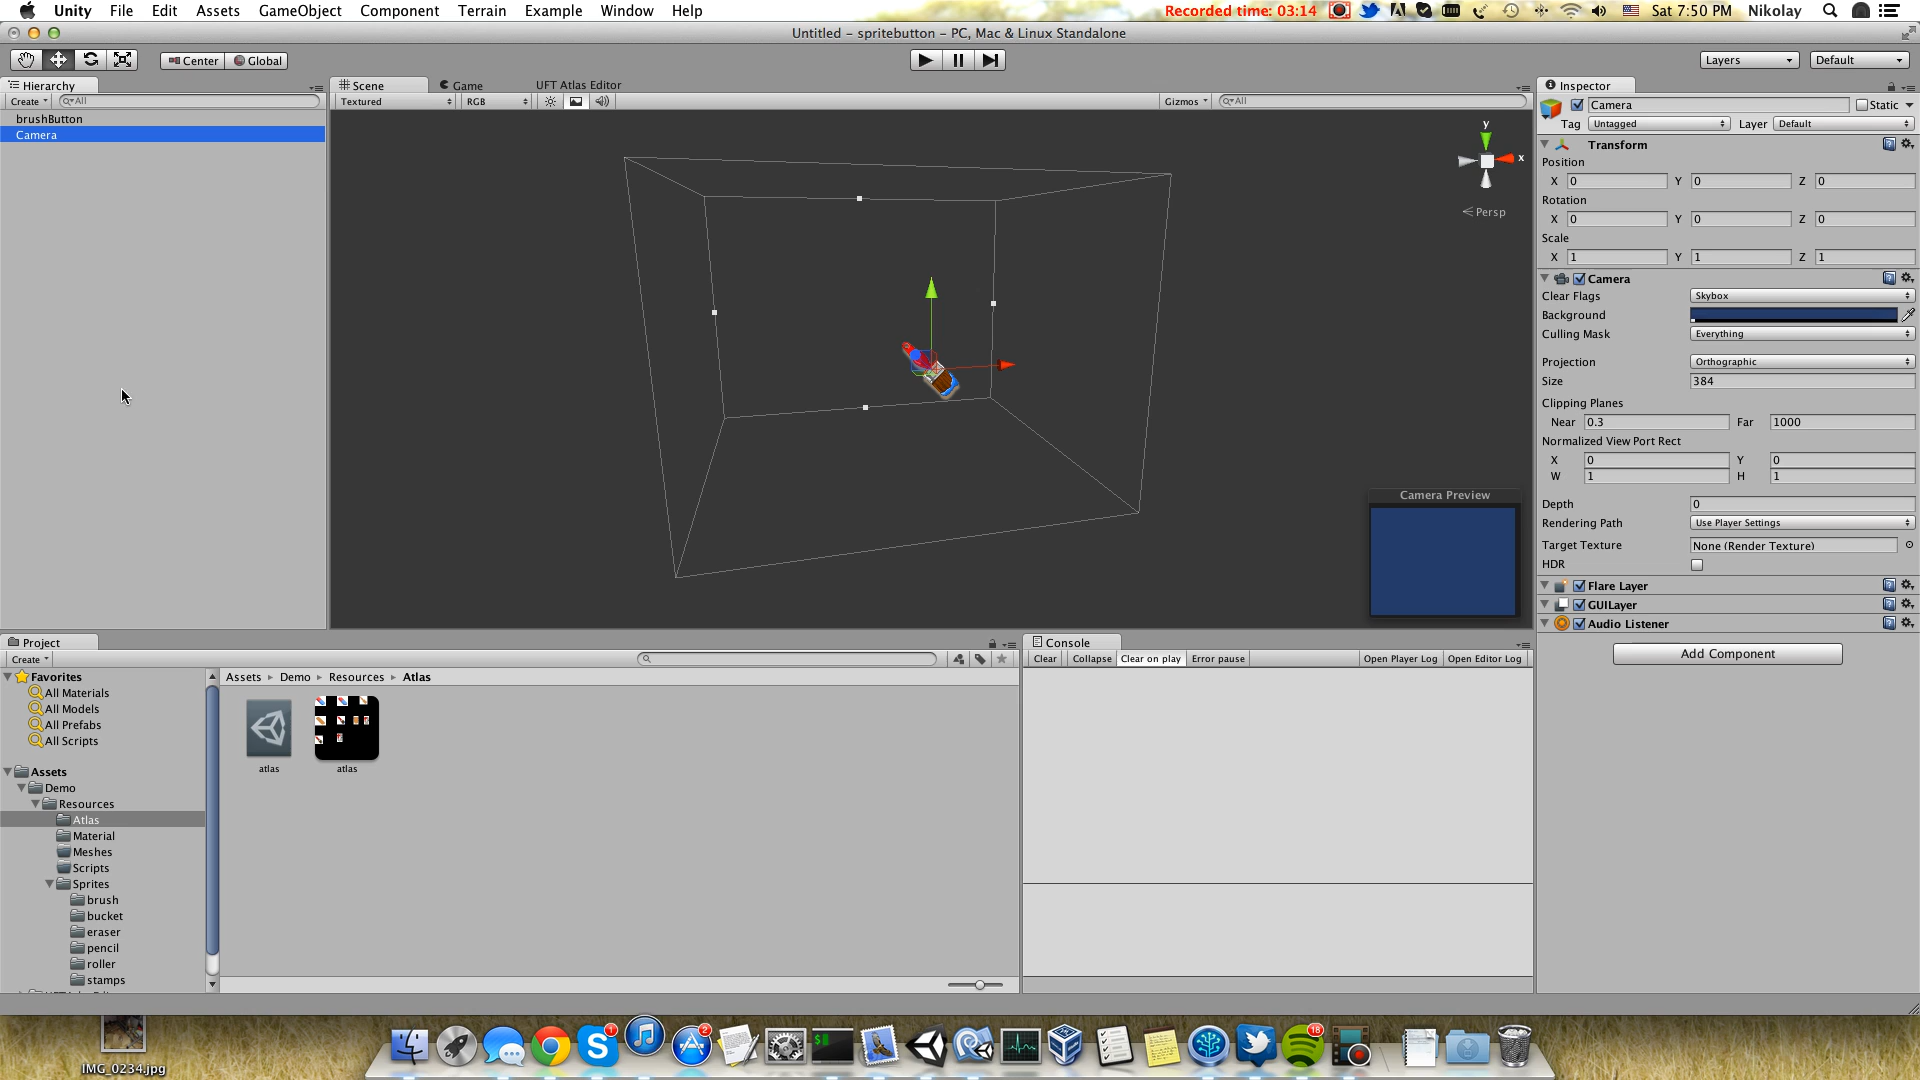 Unity File Edit Assets GameObject Component Terrain Example Window Help Recorded time: 03:14 Sat 7:50 PM Nikolay
Untitled – spritebutton – PC, Mac & Linux Standalone
Center Global Layers Default
Hierarchy
Create All
brushButton
Camera
Scene Game UFT Atlas Editor
Textured RGB Gizmos All
y
x
Persp
Camera Preview
Inspector
Camera Static
Tag Untagged Layer Default
Transform
Position
X 0 Y 0 Z 0
Rotation
X 0 Y 0 Z 0
Scale
X 1 Y 1 Z 1
Camera
Clear Flags Skybox
Background
Culling Mask Everything
Projection Orthographic
Size 384
Clipping Planes
Near 0.3 Far 1000
Normalized View Port Rect
X 0 Y 0
W 1 H 1
Depth 0
Rendering Path Use Player Settings
Target Texture None (Render Texture)
HDR
Flare Layer
GUILayer
Audio Listener
Add Component
Project
Create
Favorites
All Materials
All Models
All Prefabs
All Scripts
Assets
Demo
Resources
Atlas
Material
Meshes
Scripts
Sprites
brush
bucket
eraser
pencil
roller
stamps
Assets Demo Resources Atlas
atlas atlas
Console
Clear Collapse Clear on play Error pause Open Player Log Open Editor Log
1
2
18
$
IMG_0234.jpg